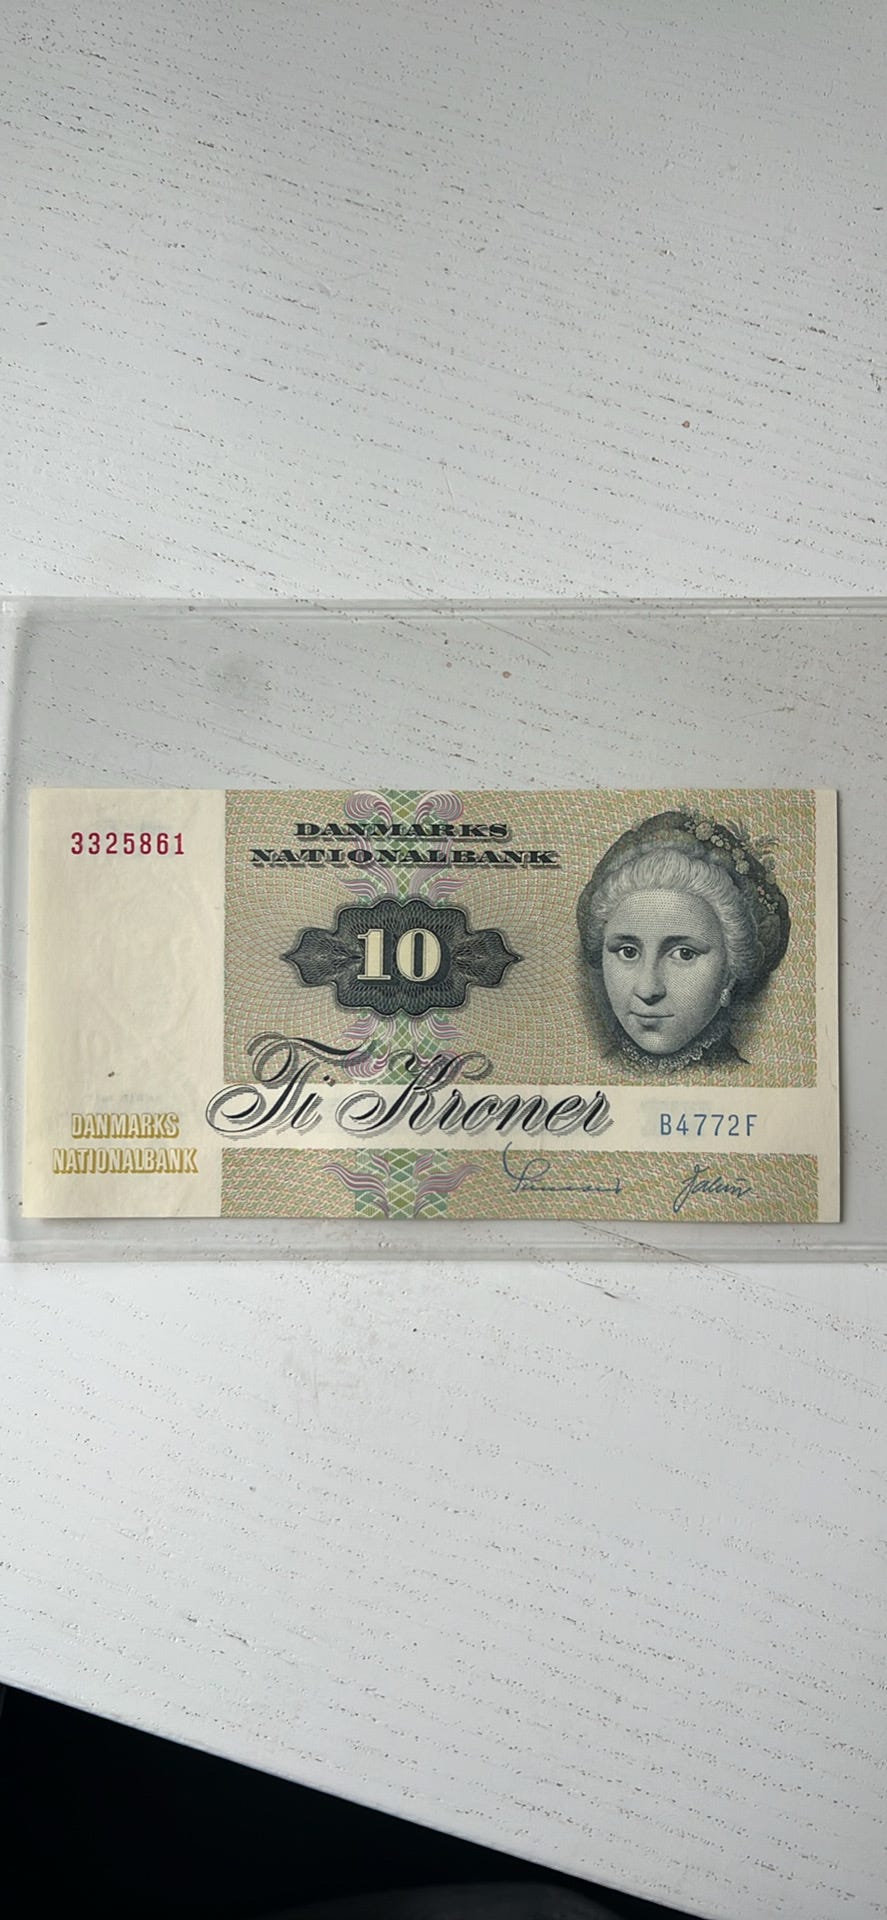 3325861
DANMARKS
NATIONALBANK
10
Ti Kroner
B4772F
DANMARKS
NATIONALBANK